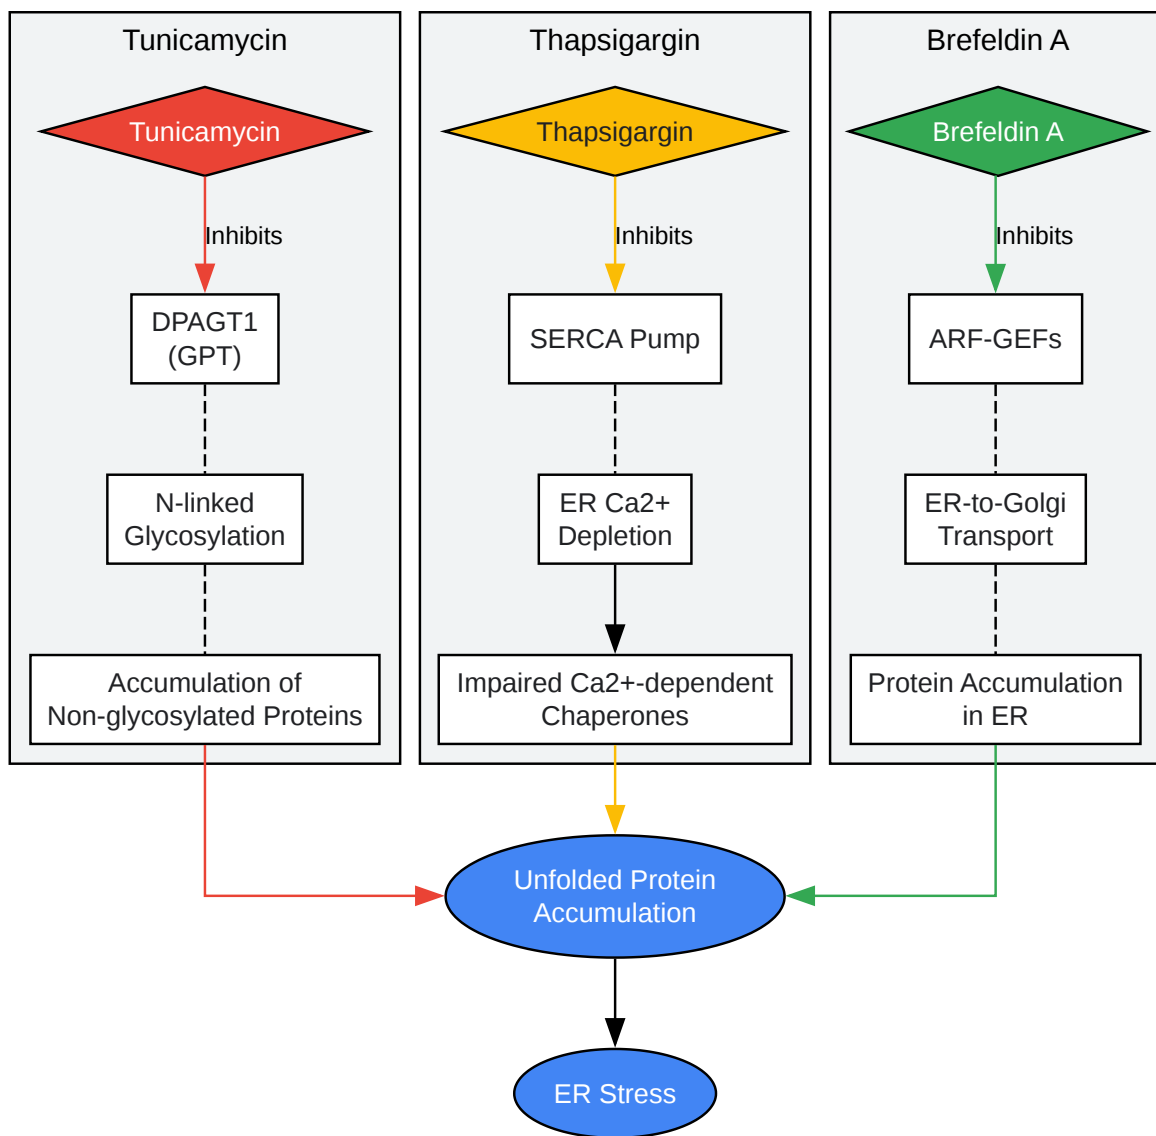 Tunicamycin
Tunicamycin
Inhibits
DPAGT1
(GPT)
N-linked
Glycosylation
Accumulation of
Non-glycosylated Proteins
Thapsigargin
Thapsigargin
Inhibits
SERCA Pump
ER Ca2+
Depletion
Impaired Ca2+-dependent
Chaperones
Brefeldin A
Brefeldin A
Inhibits
ARF-GEFs
ER-to-Golgi
Transport
Protein Accumulation
in ER
Unfolded Protein
Accumulation
ER Stress